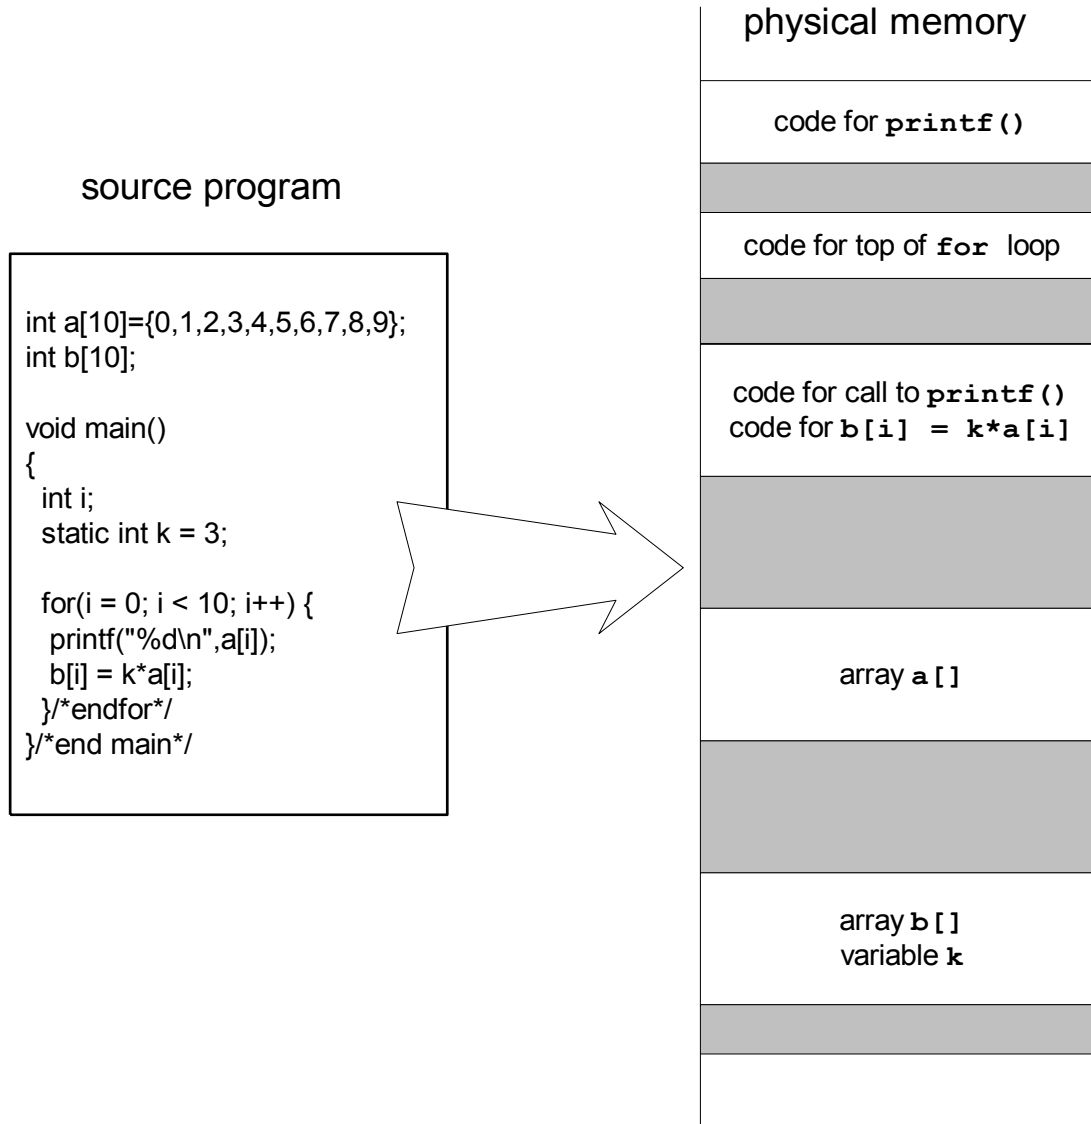 physical memory
code for printf()
source program
code for top of for loop
int a[10]={0,1,2,3,4,5,6,7,8,9};
int b[10];
void main()
{
int i;
static int k = 3;
for(i = 0; i < 10; i++) {
printf("%d\n",a[i]);
b[i] = k*a[i];
}/*endfor*/
}/*end main*/
code for call to printf()
code for b[i] = k*a[i]
array a[]
array b[]
variable k